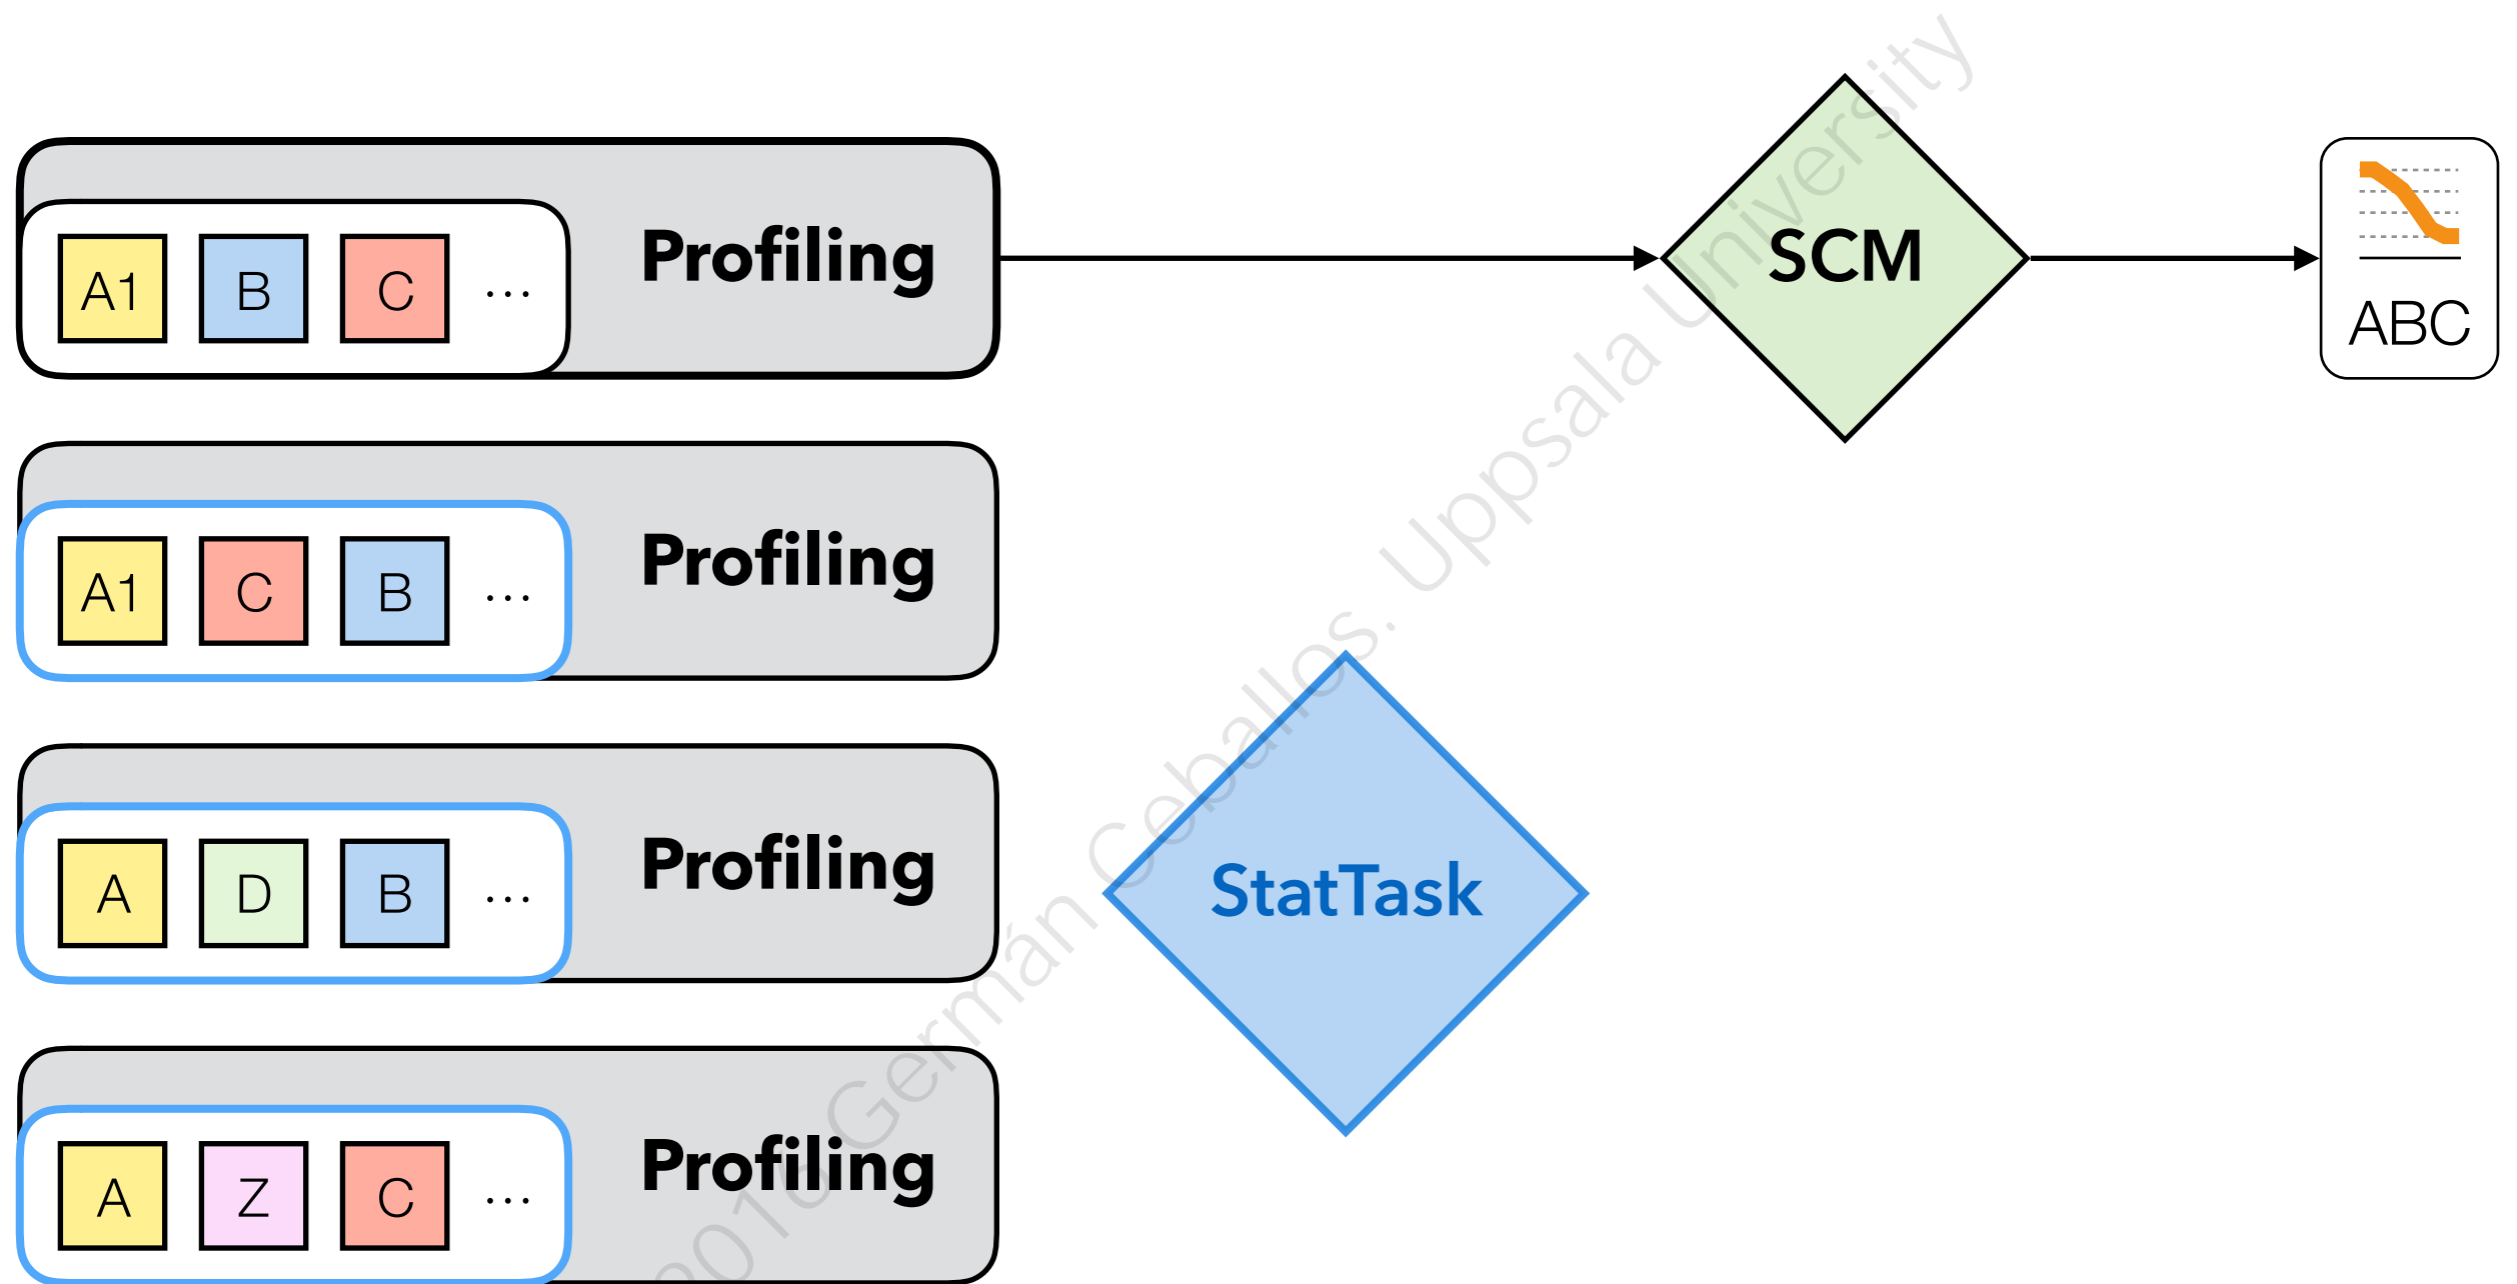 Profiling
A1 B C ...
SCM
ABC
Profiling
A1 C B ...
Profiling
A D B ...
StatTask
Profiling
A Z C ...
2016 Germán Ceballos. Uppsala University